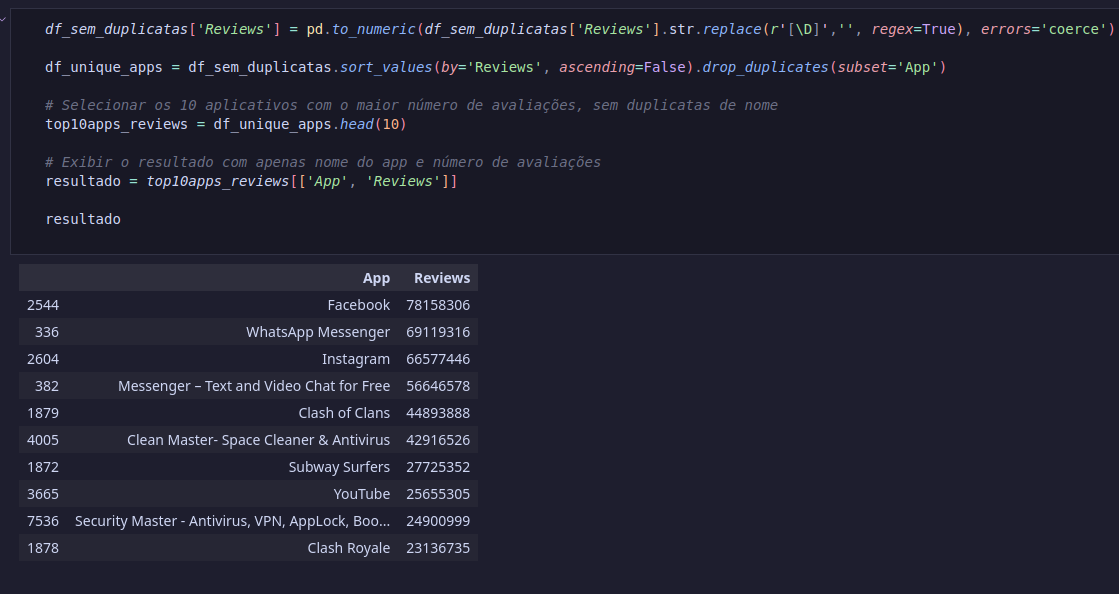 df_sem_duplicatas['Reviews'] = pd.to_numeric(df_sem_duplicatas['Reviews'].str.replace(r'[\D]','', regex=True), errors='coerce')
df_unique_apps = df_sem_duplicatas.sort_values(by='Reviews', ascending=False).drop_duplicates(subset='App')
# Selecionar os 10 aplicativos com o maior número de avaliações, sem duplicatas de nome
top10apps_reviews = df_unique_apps.head(10)
# Exibir o resultado com apenas nome do app e número de avaliações
resultado = top10apps_reviews[['App', 'Reviews']]
resultado
App Reviews
2544 Facebook 78158306
336 WhatsApp Messenger 69119316
2604 Instagram 66577446
382 Messenger – Text and Video Chat for Free 56646578
1879 Clash of Clans 44893888
4005 Clean Master- Space Cleaner & Antivirus 42916526
1872 Subway Surfers 27725352
3665 YouTube 25655305
7536 Security Master - Antivirus, VPN, AppLock, Boo... 24900999
1878 Clash Royale 23136735